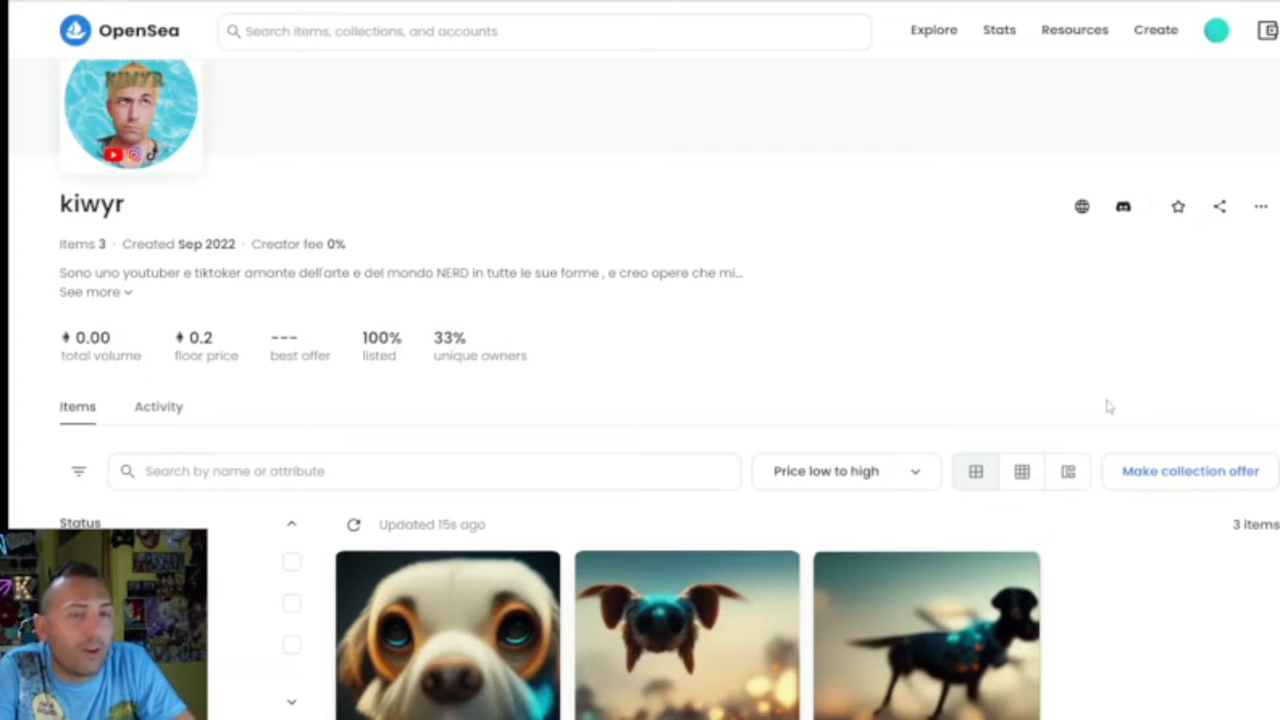 OpenSea
Search items, collections, and accounts
Explore
Stats
Resources
Create
KIWYR
kiwyr
Items 3 · Created Sep 2022 · Creator fee 0%
Sono uno youtuber e tiktoker amante dell'arte e del mondo NERD in tutte le sue forme , e creo opere che mi...
See more
0.00
total volume
0.2
floor price
---
best offer
100%
listed
33%
unique owners
Items
Activity
Search by name or attribute
Price low to high
Make collection offer
Status
Updated 15s ago
3 items